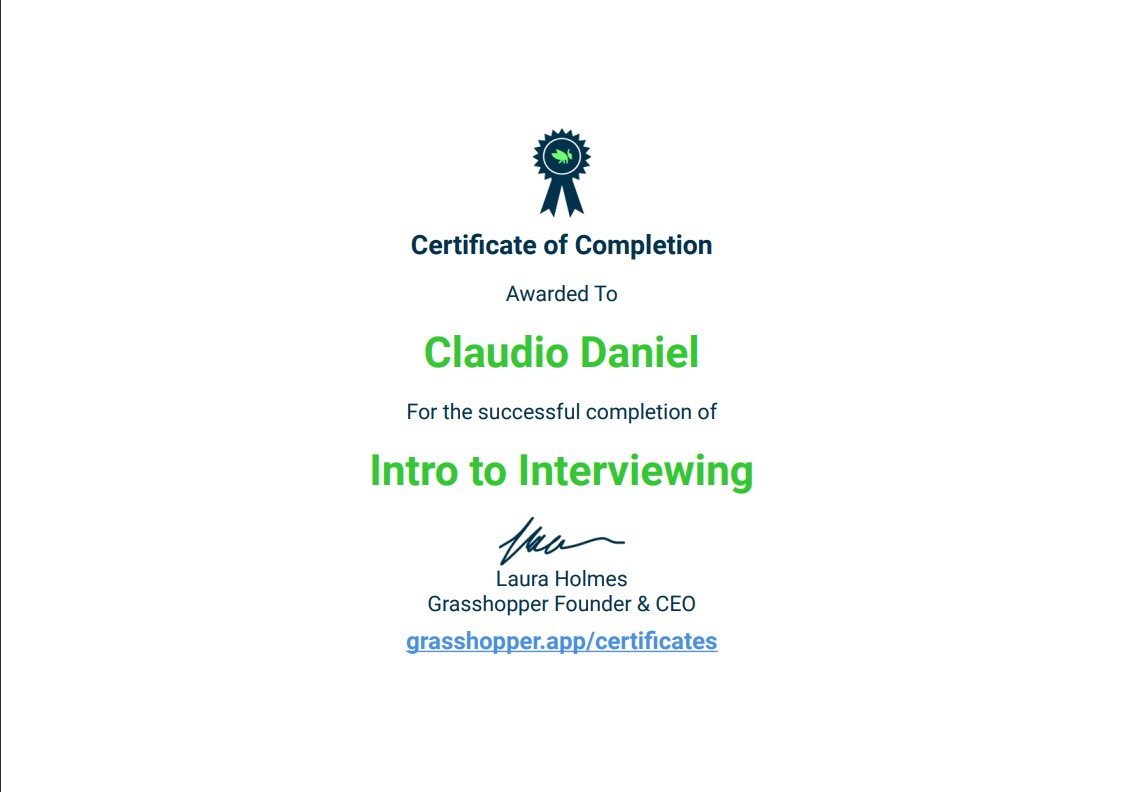 Certificate of Completion
Awarded To
Claudio Daniel
For the successful completion of
Intro to Interviewing
Laura Holmes
Grasshopper Founder & CEO
grasshopper.app/certificates